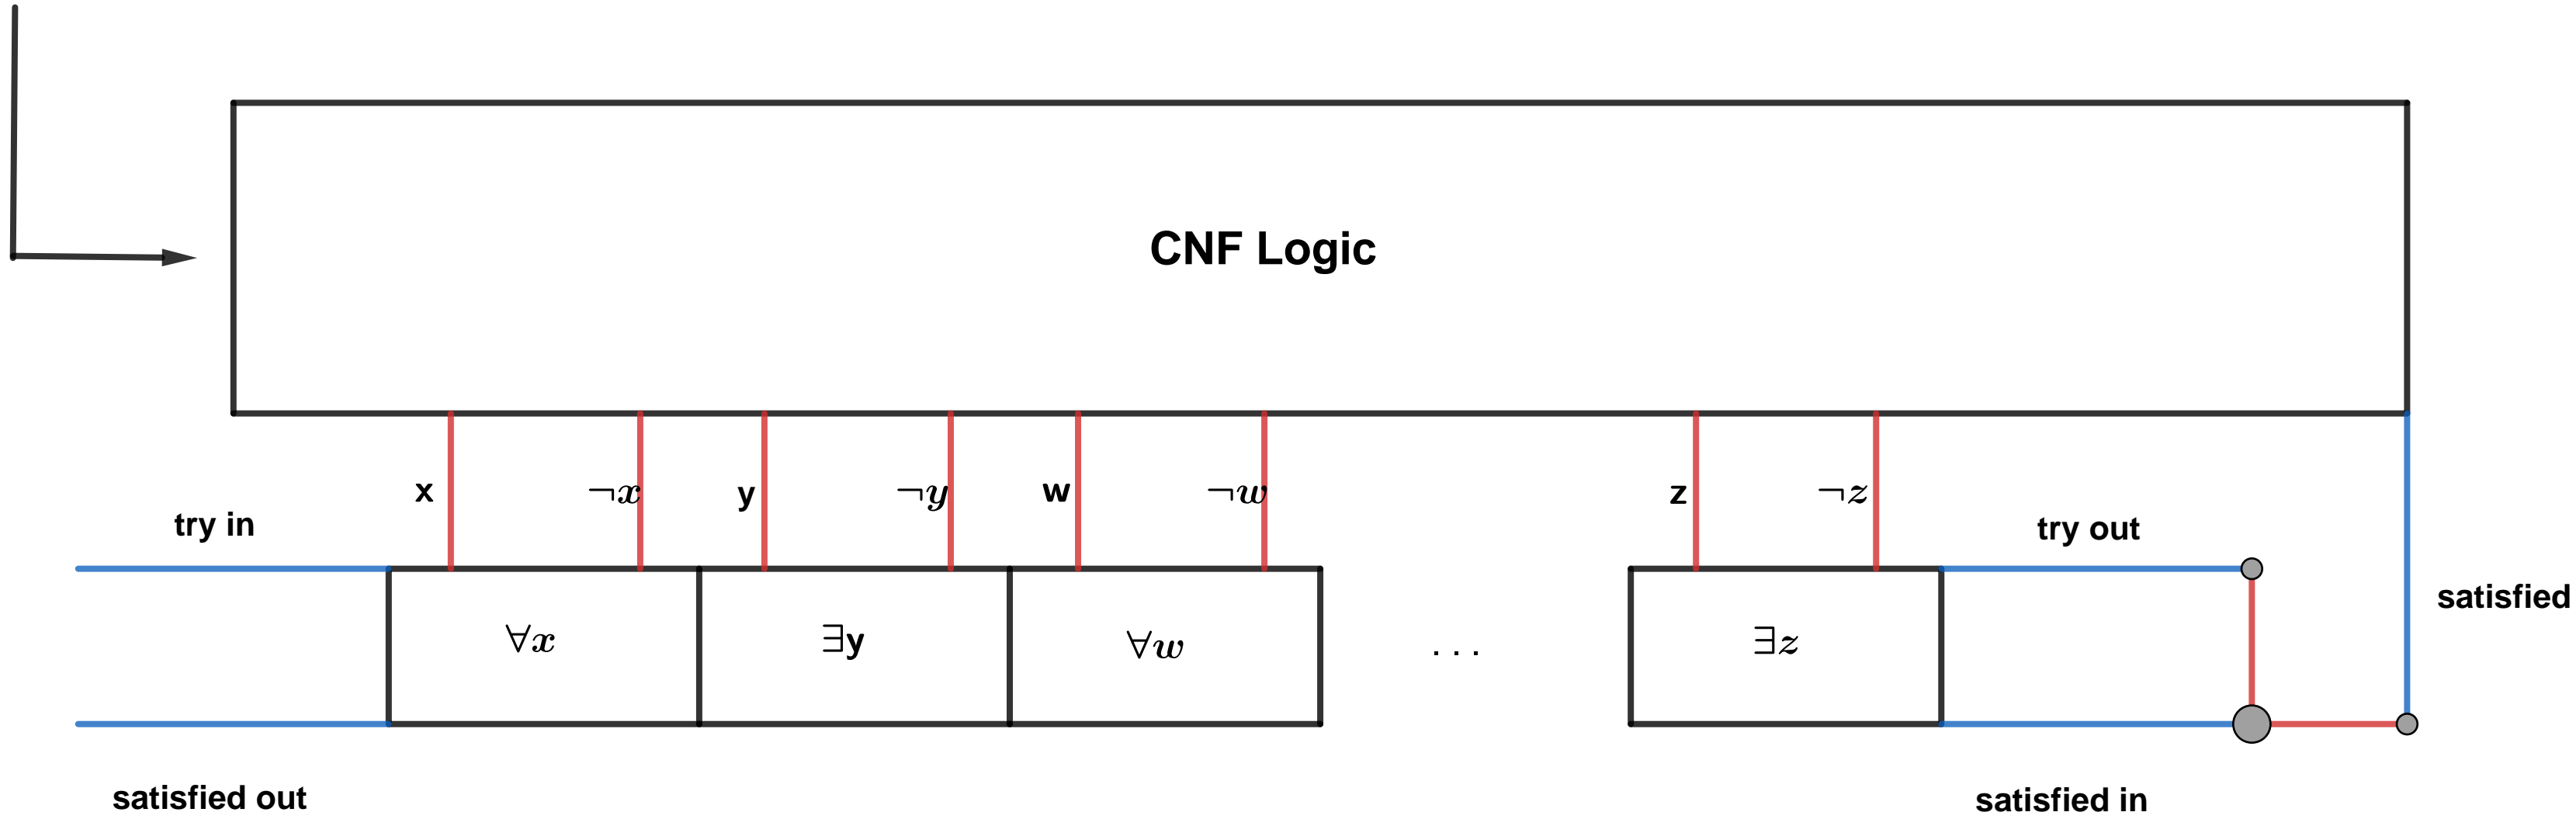 CNF Logic
x
¬x
y
¬y
w
¬w
z
¬z
try in
try out
satisfied
∀x
∃y
∀w
. . .
∃z
satisfied out
satisfied in